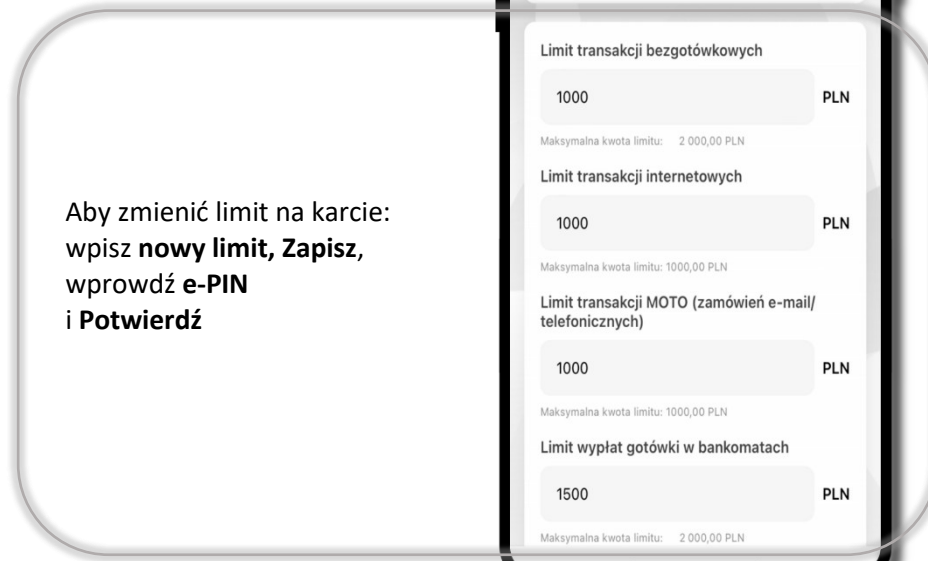 Aby zmienić limit na karcie:
wpisz nowy limit, Zapisz,
wprowdź e-PIN
i Potwierdź
Limit transakcji bezgotówkowych
1000 PLN
Maksymalna kwota limitu: 2 000,00 PLN
Limit transakcji internetowych
1000 PLN
Maksymalna kwota limitu: 1000,00 PLN
Limit transakcji MOTO (zamówień e-mail/
telefonicznych)
1000 PLN
Maksymalna kwota limitu: 1000,00 PLN
Limit wypłat gotówki w bankomatach
1500 PLN
Maksymalna kwota limitu: 2 000,00 PLN